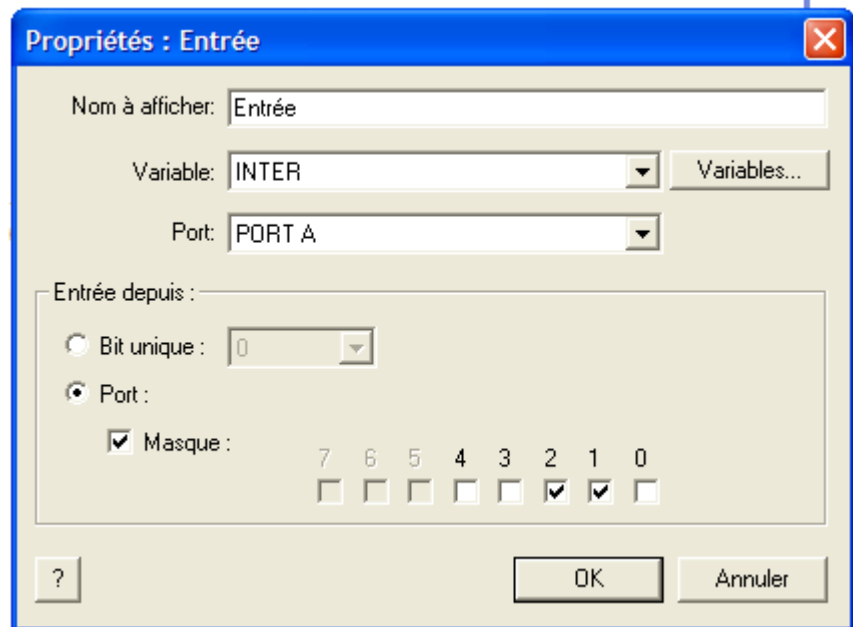 Propriétés : Entrée
Nom à afficher: Entrée
Variable: INTER Variables...
Port: PORT A
Entrée depuis :
Bit unique : 0
Port :
Masque :
7 6 5 4 3 2 1 0
? OK Annuler